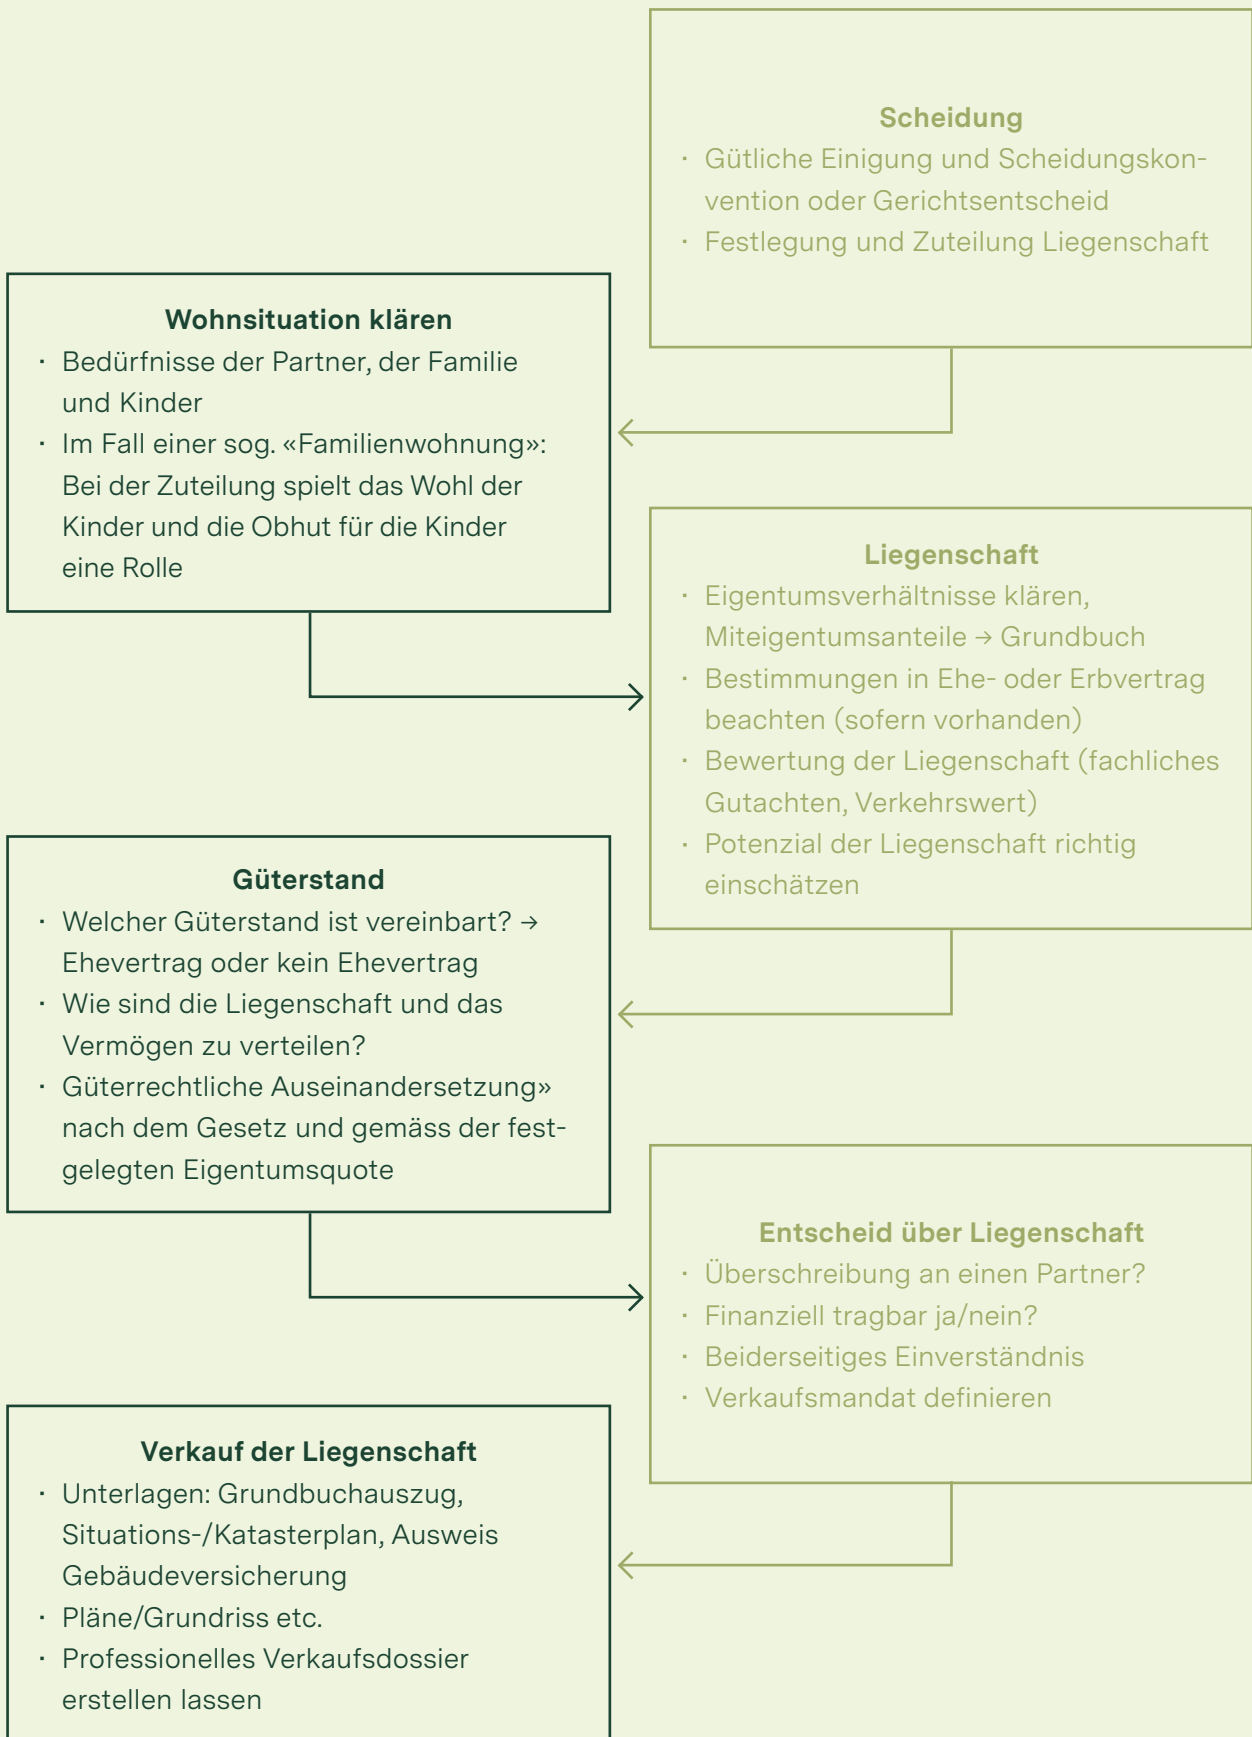 Scheidung
· Gütliche Einigung und Scheidungskon-
vention oder Gerichtsentscheid
· Festlegung und Zuteilung Liegenschaft
Wohnsituation klären
· Bedürfnisse der Partner, der Familie
und Kinder
· Im Fall einer sog. «Familienwohnung»:
Bei der Zuteilung spielt das Wohl der
Kinder und die Obhut für die Kinder
eine Rolle
Liegenschaft
· Eigentumsverhältnisse klären,
Miteigentumsanteile → Grundbuch
· Bestimmungen in Ehe- oder Erbvertrag
beachten (sofern vorhanden)
· Bewertung der Liegenschaft (fachliches
Gutachten, Verkehrswert)
· Potenzial der Liegenschaft richtig
einschätzen
Güterstand
· Welcher Güterstand ist vereinbart? →
Ehevertrag oder kein Ehevertrag
· Wie sind die Liegenschaft und das
Vermögen zu verteilen?
· Güterrechtliche Auseinandersetzung»
nach dem Gesetz und gemäss der fest-
gelegten Eigentumsquote
Entscheid über Liegenschaft
· Überschreibung an einen Partner?
· Finanziell tragbar ja/nein?
· Beiderseitiges Einverständnis
· Verkaufsmandat definieren
Verkauf der Liegenschaft
· Unterlagen: Grundbuchauszug,
Situations-/Katasterplan, Ausweis
Gebäudeversicherung
· Pläne/Grundriss etc.
· Professionelles Verkaufsdossier
erstellen lassen